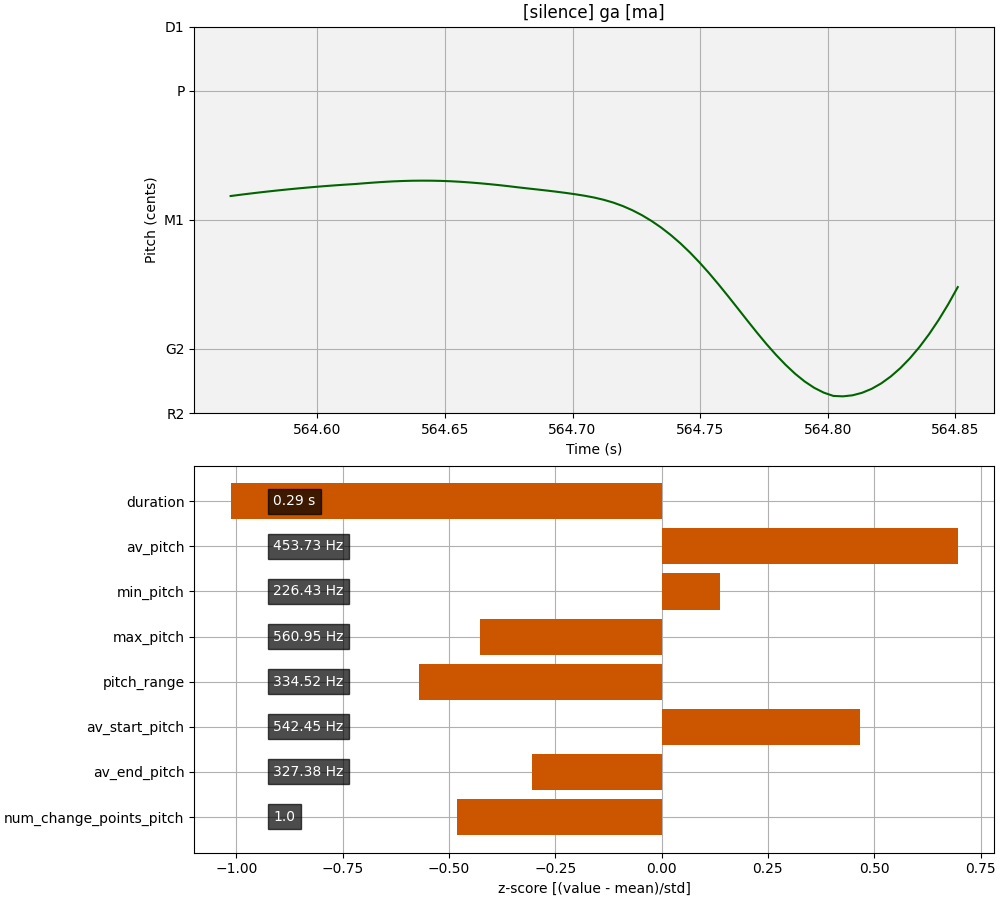 [silence] ga [ma]
D1
P
M1
G2
R2
Pitch (cents)
564.60 564.65 564.70 564.75 564.80 564.85
Time (s)
duration 0.29 s
av_pitch 453.73 Hz
min_pitch 226.43 Hz
max_pitch 560.95 Hz
pitch_range 334.52 Hz
av_start_pitch 542.45 Hz
av_end_pitch 327.38 Hz
num_change_points_pitch 1.0
−1.00 −0.75 −0.50 −0.25 0.00 0.25 0.50 0.75
z-score [(value - mean)/std]